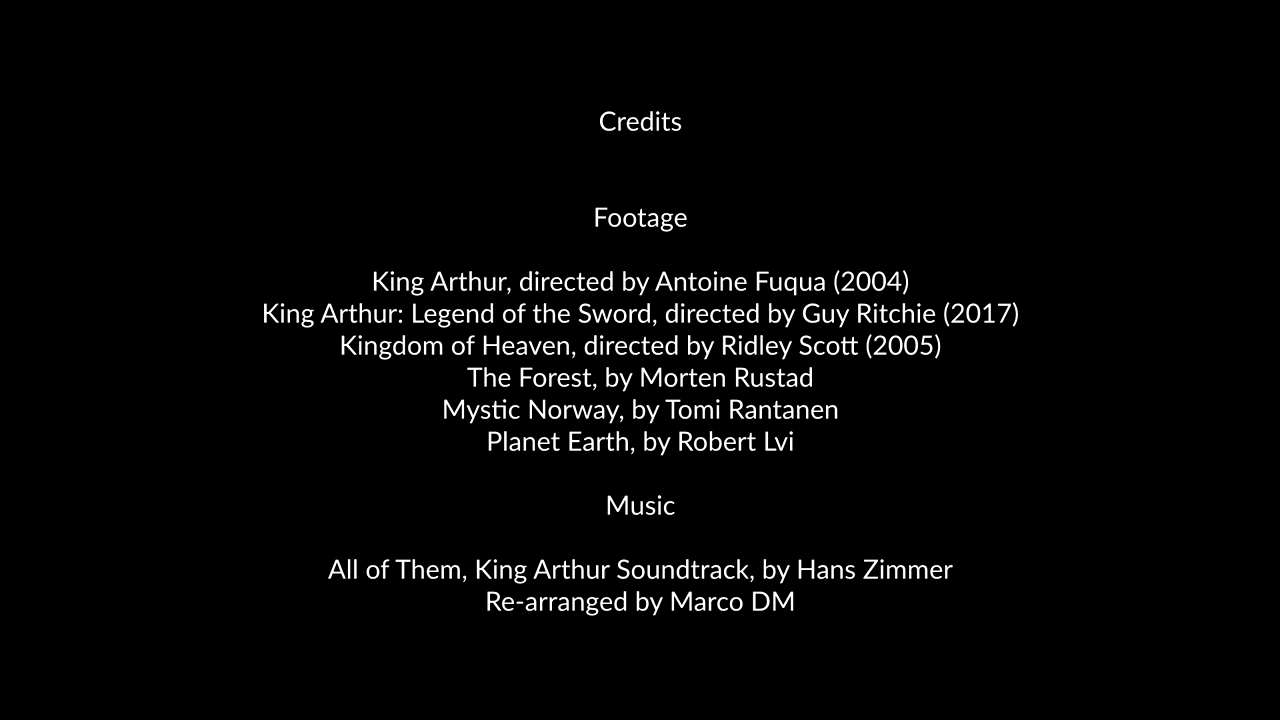 Credits
Footage
King Arthur, directed by Antoine Fuqua (2004)
King Arthur: Legend of the Sword, directed by Guy Ritchie (2017)
Kingdom of Heaven, directed by Ridley Scott (2005)
The Forest, by Morten Rustad
Mystic Norway, by Tomi Rantanen
Planet Earth, by Robert Lvi
Music
All of Them, King Arthur Soundtrack, by Hans Zimmer
Re-arranged by Marco DM